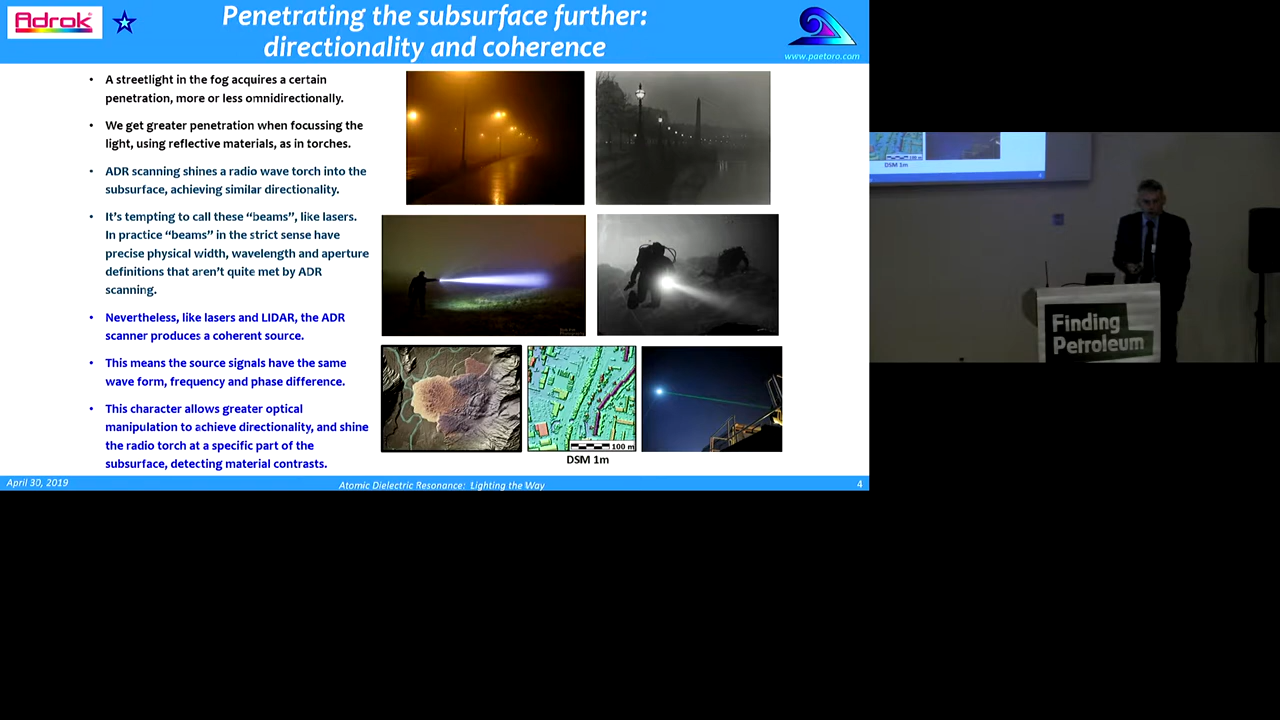 Adrok
Penetrating the subsurface further:
directionality and coherence
www.paetoro.com
• A streetlight in the fog acquires a certain
penetration, more or less omnidirectionally.
• We get greater penetration when focussing the
light, using reflective materials, as in torches.
• ADR scanning shines a radio wave torch into the
subsurface, achieving similar directionality.
• It's tempting to call these “beams”, like lasers.
In practice “beams” in the strict sense have
precise physical width, wavelength and aperture
definitions that aren't quite met by ADR
scanning.
• Nevertheless, like lasers and LIDAR, the ADR
scanner produces a coherent source.
• This means the source signals have the same
wave form, frequency and phase difference.
• This character allows greater optical
manipulation to achieve directionality, and shine
the radio torch at a specific part of the
subsurface, detecting material contrasts.
100 m
DSM 1m
April 30, 2019
Atomic Dielectric Resonance: Lighting the Way
4
DSM 1m
Finding
Petroleum